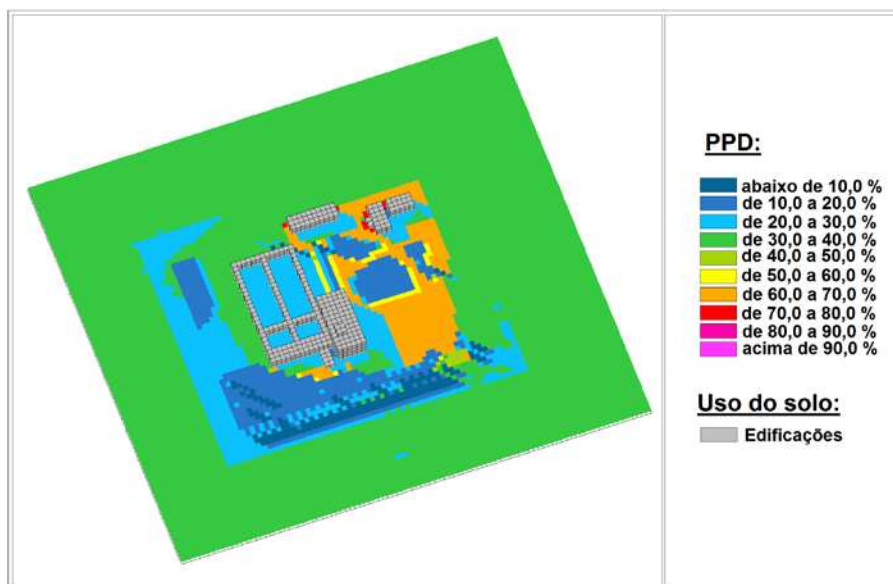 PPD:
abaixo de 10,0 %
de 10,0 a 20,0 %
de 20,0 a 30,0 %
de 30,0 a 40,0 %
de 40,0 a 50,0 %
de 50,0 a 60,0 %
de 60,0 a 70,0 %
de 70,0 a 80,0 %
de 80,0 a 90,0 %
acima de 90,0 %
Uso do solo:
Edificações